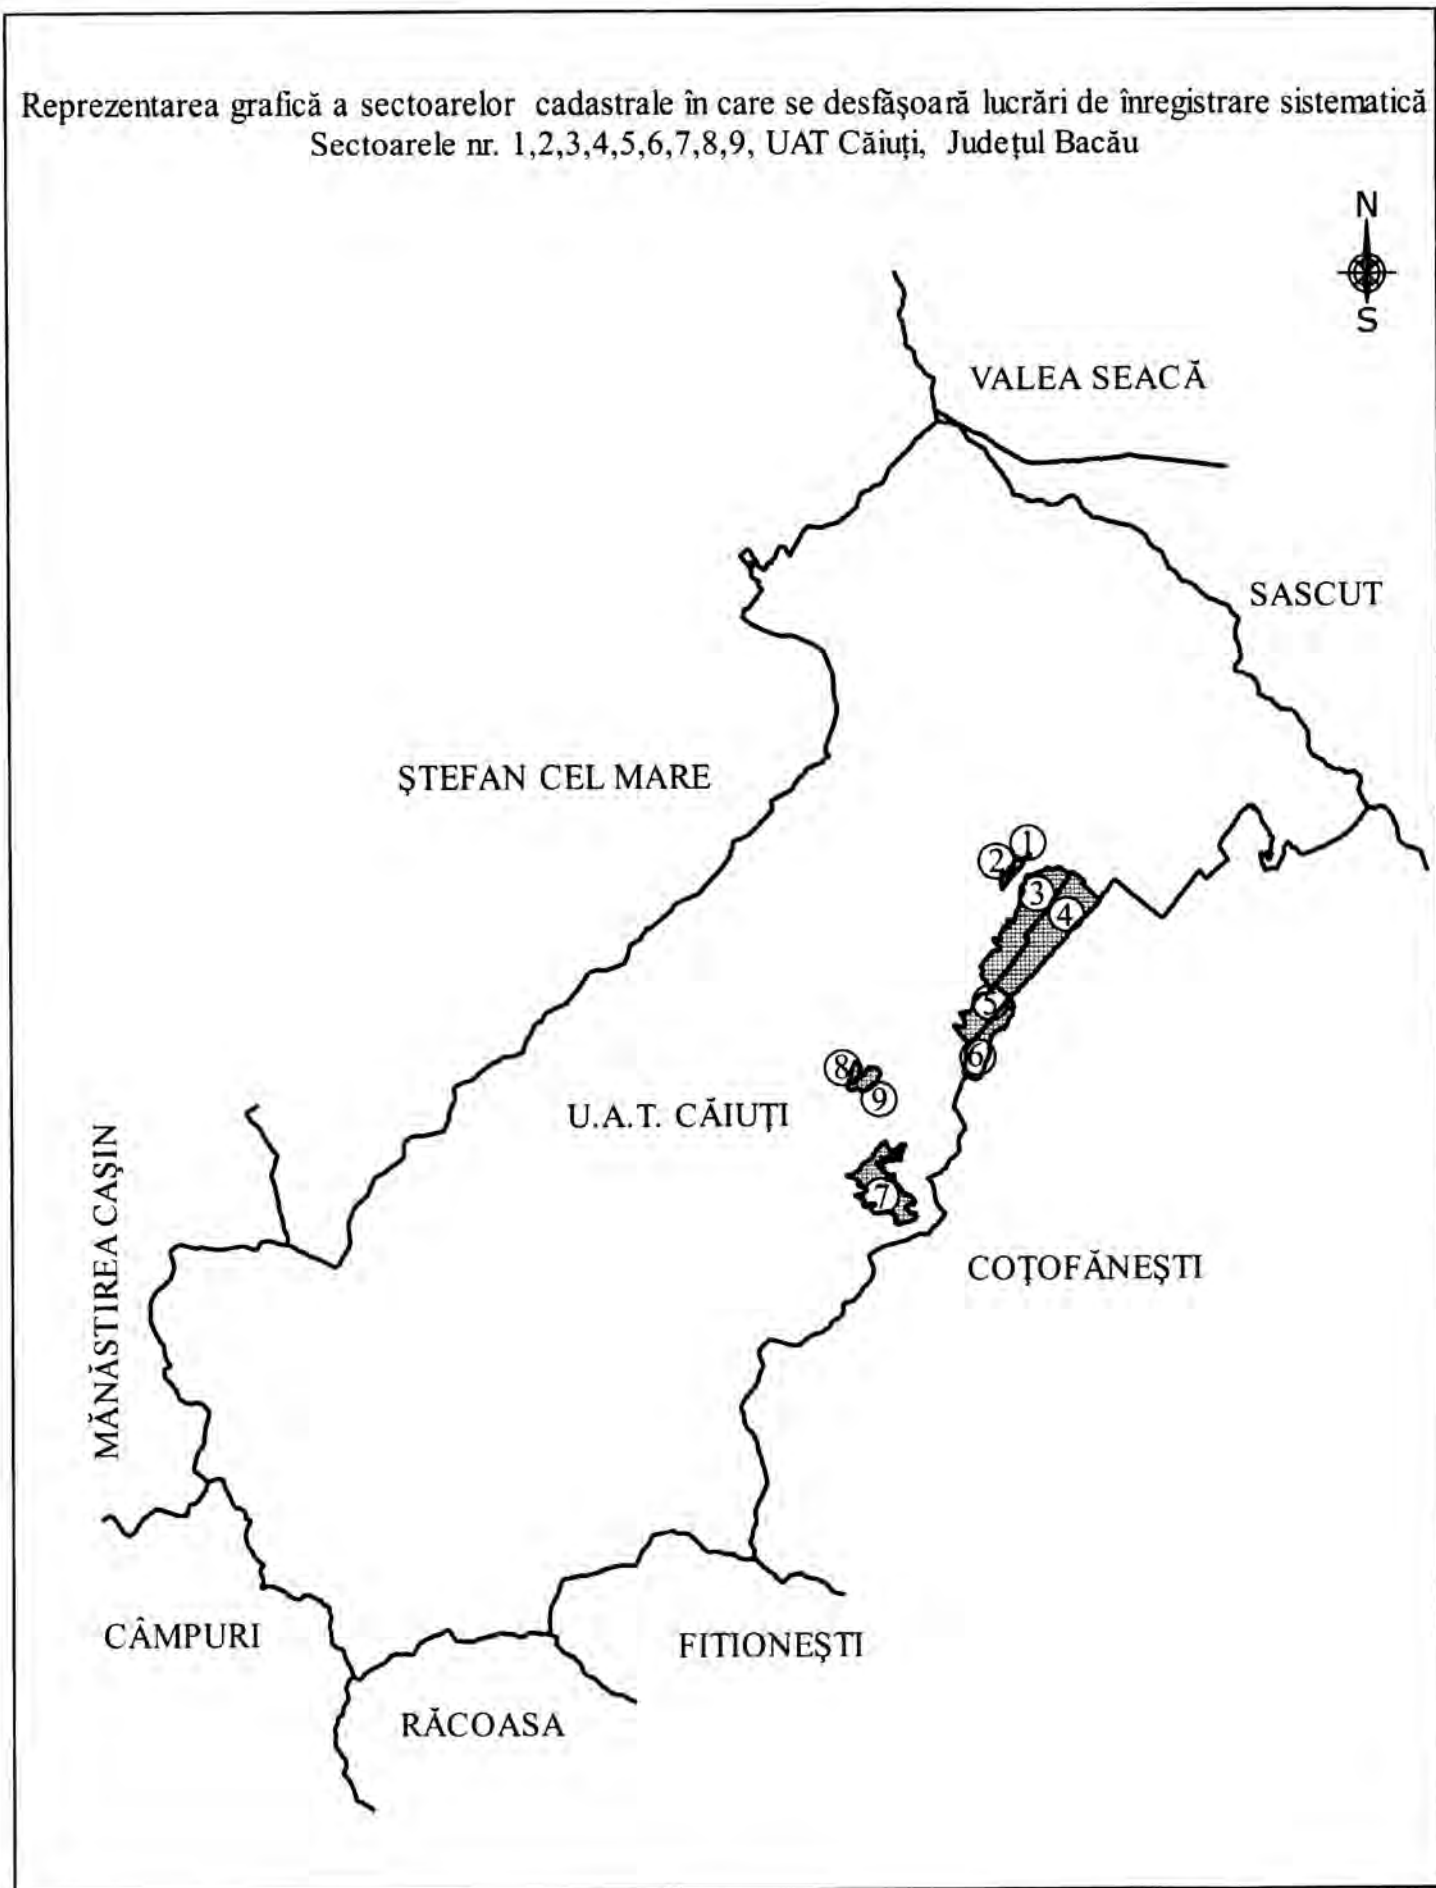 Reprezentarea grafică a sectoarelor cadastrale în care se desfăşoară lucrări de înregistrare sistematică
Sectoarele nr. 1,2,3,4,5,6,7,8,9, UAT Căiuţi, Judeţul Bacău
N
S
VALEA SEACĂ
SASCUT
ŞTEFAN CEL MARE
1
2
3
4
5
6
8
9
U.A.T. CĂIUŢI
7
MĂNĂSTIREA CAŞIN
COŢOFĂNEŞTI
CÂMPURI
FITIONEŞTI
RĂCOASA